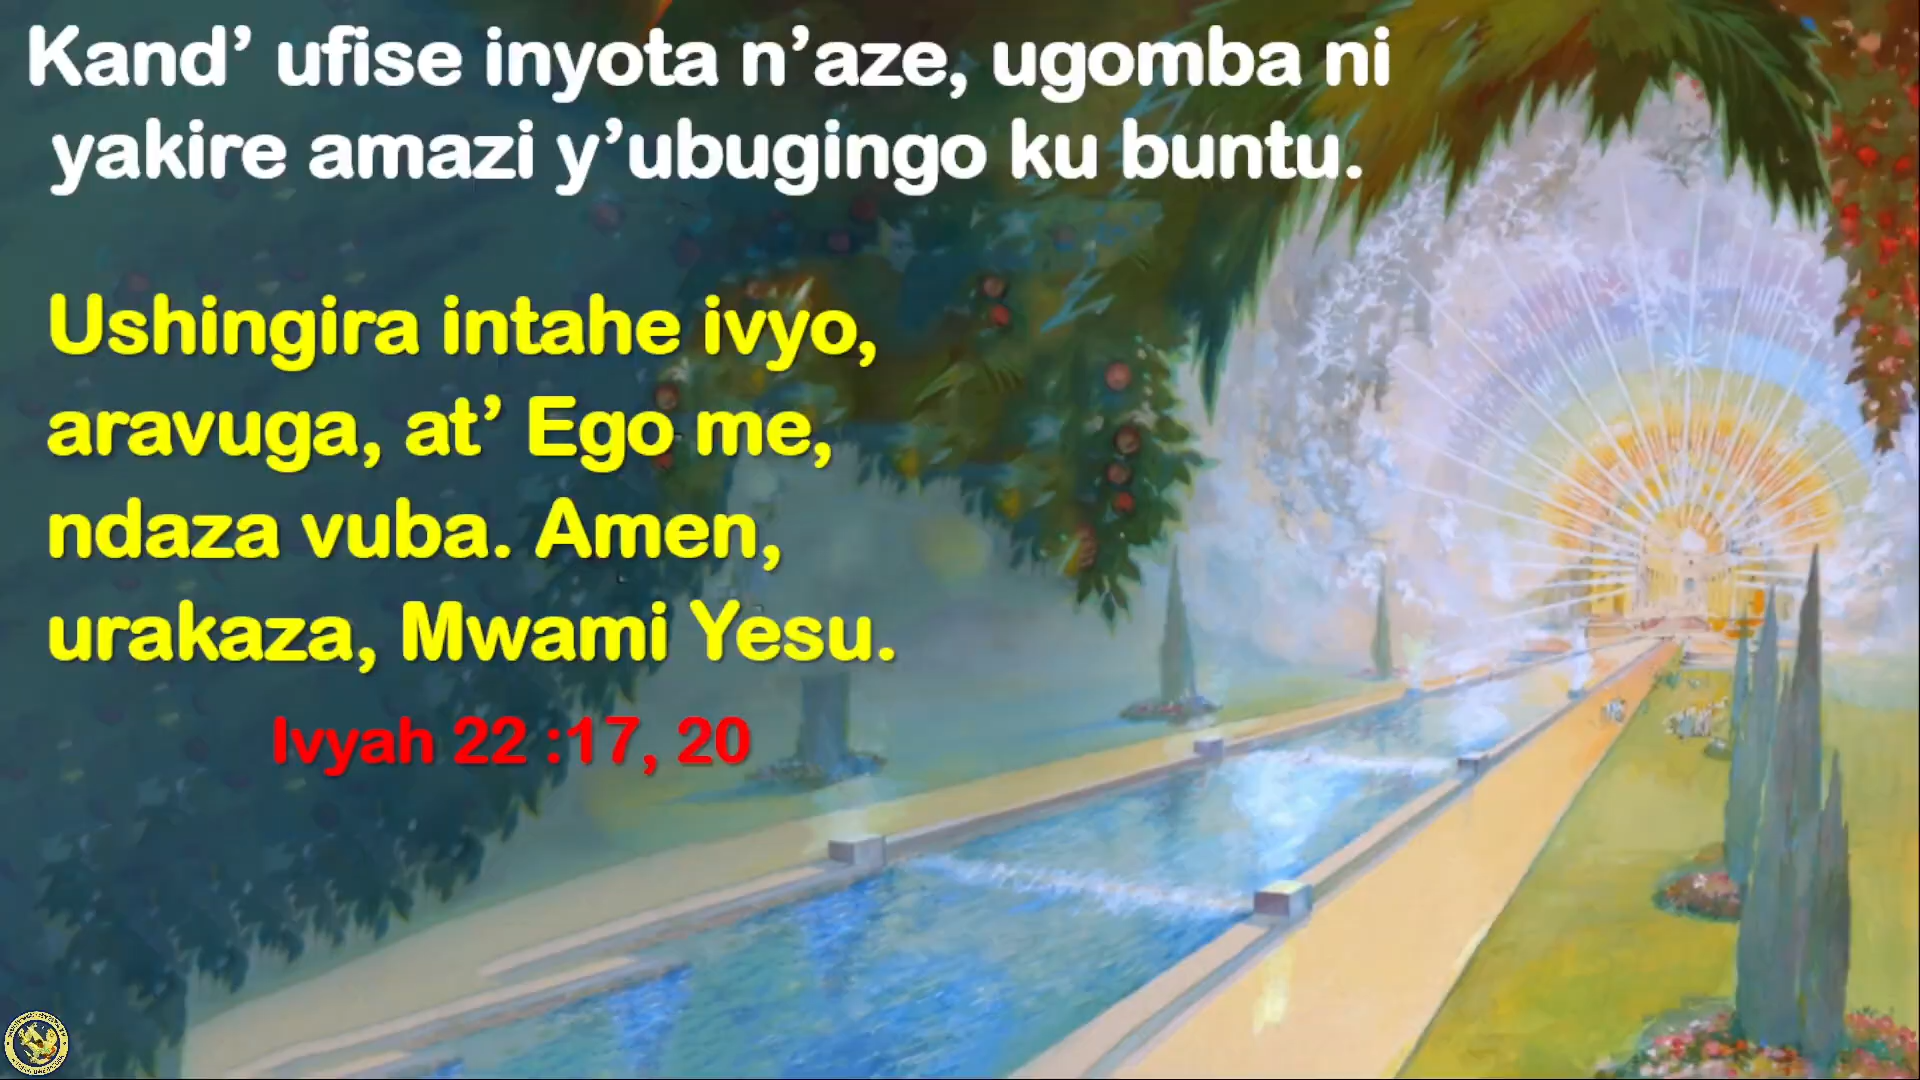 Kand’ ufise inyota n’aze, ugomba ni
yakire amazi y’ubugingo ku buntu.
Ushingira intahe ivyo,
aravuga, at’ Ego me,
ndaza vuba. Amen,
urakaza, Mwami Yesu.
Ivyah 22 :17, 20